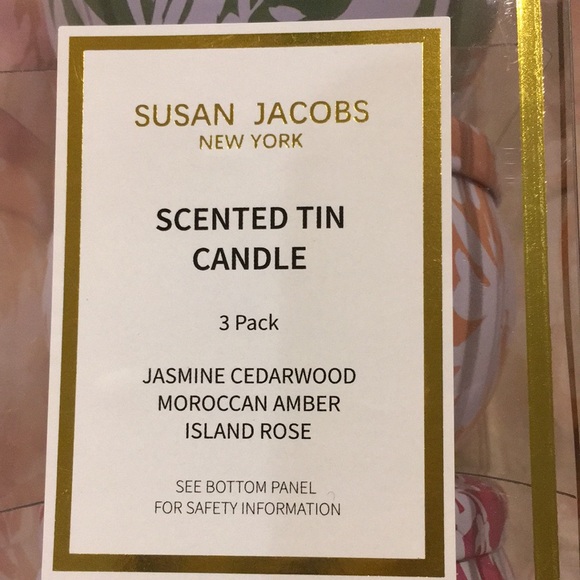 SUSAN JACOBS
NEW YORK
SCENTED TIN
CANDLE
3 Pack
JASMINE CEDARWOOD
MOROCCAN AMBER
ISLAND ROSE
SEE BOTTOM PANEL
FOR SAFETY INFORMATION